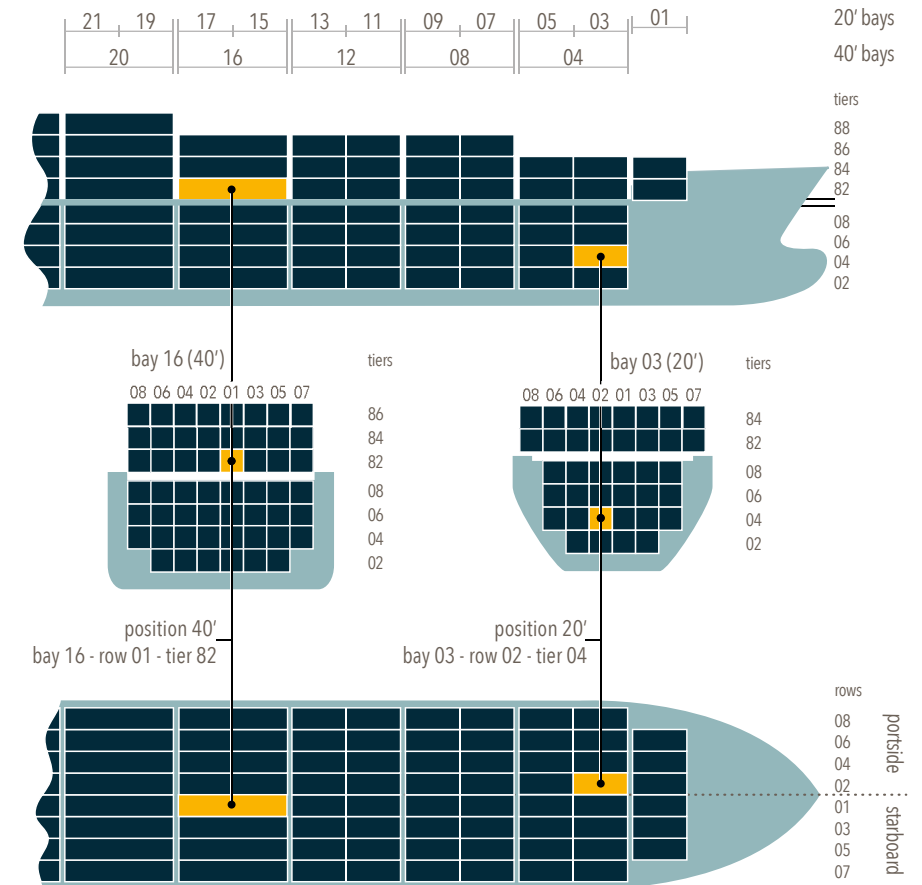 21 19 17 15 13 11 09 07 05 03 01 20′ bays
20 16 12 08 04 40′ bays
tiers
88
86
84
82
08
06
04
02
bay 16 (40′) tiers
08 06 04 02 01 03 05 07
86
84
82
08
06
04
02
bay 03 (20′) tiers
08 06 04 02 01 03 05 07
84
82
08
06
04
02
position 40′
bay 16 - row 01 - tier 82
position 20′
bay 03 - row 02 - tier 04
rows
08
06
04
02
01
03
05
07
portside
starboard